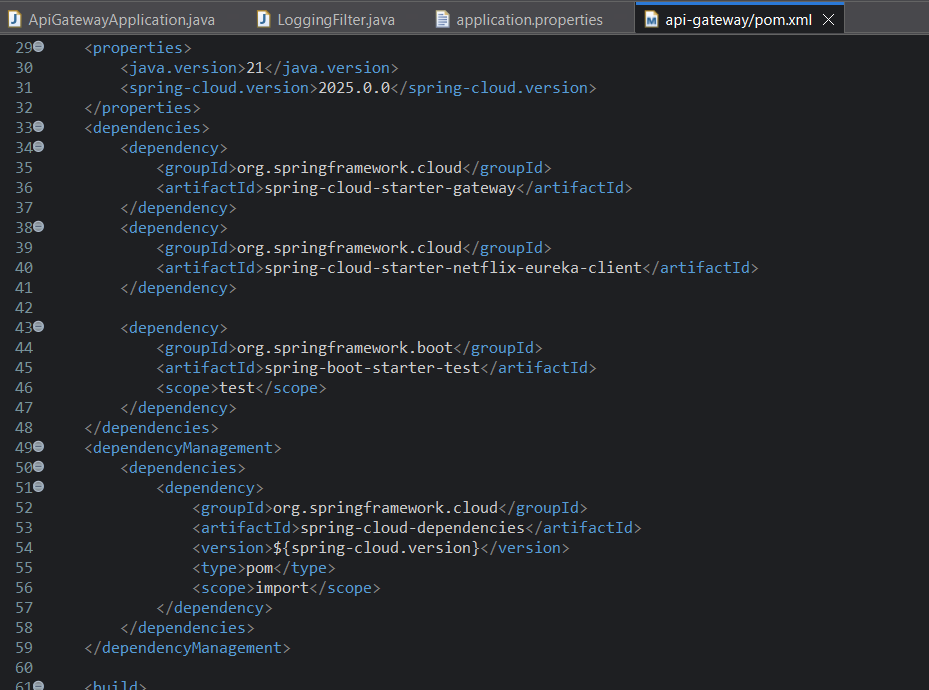 ApiGatewayApplication.java LoggingFilter.java application.properties api-gateway/pom.xml
29 <properties>
30 <java.version>21</java.version>
31 <spring-cloud.version>2025.0.0</spring-cloud.version>
32 </properties>
33 <dependencies>
34 <dependency>
35 <groupId>org.springframework.cloud</groupId>
36 <artifactId>spring-cloud-starter-gateway</artifactId>
37 </dependency>
38 <dependency>
39 <groupId>org.springframework.cloud</groupId>
40 <artifactId>spring-cloud-starter-netflix-eureka-client</artifactId>
41 </dependency>
42
43 <dependency>
44 <groupId>org.springframework.boot</groupId>
45 <artifactId>spring-boot-starter-test</artifactId>
46 <scope>test</scope>
47 </dependency>
48 </dependencies>
49 <dependencyManagement>
50 <dependencies>
51 <dependency>
52 <groupId>org.springframework.cloud</groupId>
53 <artifactId>spring-cloud-dependencies</artifactId>
54 <version>${spring-cloud.version}</version>
55 <type>pom</type>
56 <scope>import</scope>
57 </dependency>
58 </dependencies>
59 </dependencyManagement>
60
61 <build>